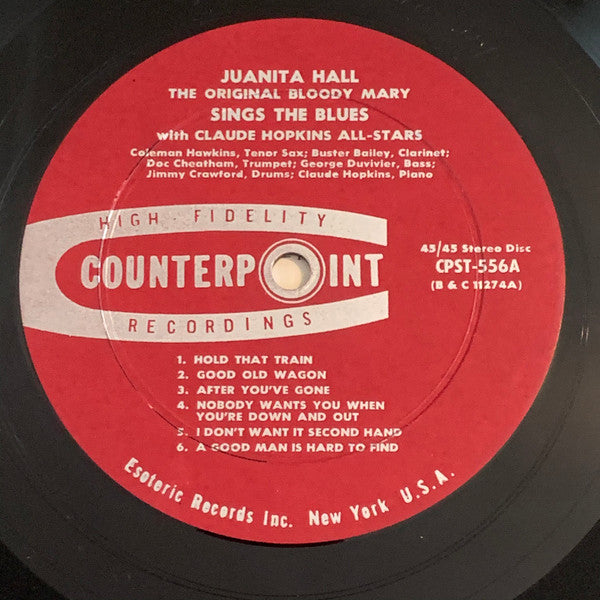 JUANITA HALL
THE ORIGINAL BLOODY MARY
SINGS THE BLUES
with CLAUDE HOPKINS ALL-STARS
Coleman Hawkins, Tenor Sax; Buster Bailey, Clarinet;
Doc Cheatham, Trumpet; George Duvivier, Bass;
Jimmy Crawford, Drums; Claude Hopkins, Piano
HIGH FIDELITY
COUNTERPOINT
RECORDINGS
45/45 Stereo Disc
CPST-556A
(B & C 11274A)
1. HOLD THAT TRAIN
2. GOOD OLD WAGON
3. AFTER YOU'VE GONE
4. NOBODY WANTS YOU WHEN
YOU'RE DOWN AND OUT
5. I DON'T WANT IT SECOND HAND
6. A GOOD MAN IS HARD TO FIND
Esoteric Records Inc. New York U.S.A.